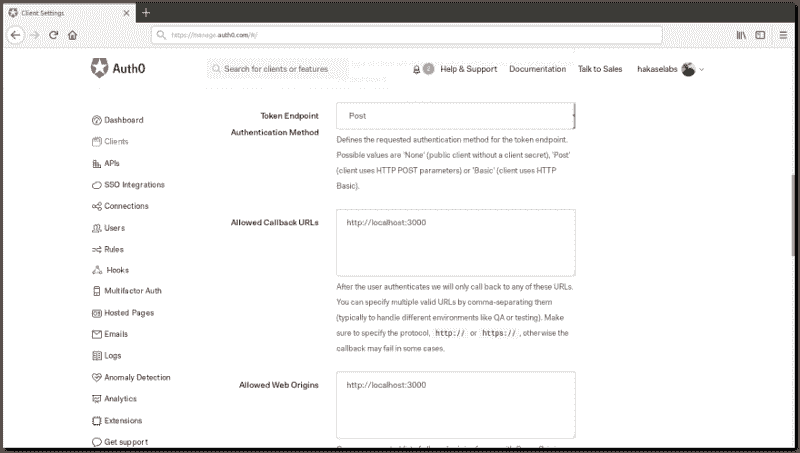 Client Settings
https://manage.auth0.com/#/
Auth0
Search for clients or features
2
Help & Support
Documentation
Talk to Sales
hakaselabs
Dashboard
Clients
APIs
SSO Integrations
Connections
Users
Rules
Hooks
Multifactor Auth
Hosted Pages
Emails
Logs
Anomaly Detection
Analytics
Extensions
Get support
Token Endpoint
Authentication Method
Post
Defines the requested authentication method for the token endpoint.
Possible values are 'None' (public client without a client secret), 'Post'
(client uses HTTP POST parameters) or 'Basic' (client uses HTTP
Basic).
Allowed Callback URLs
http://localhost:3000
After the user authenticates we will only call back to any of these URLs.
You can specify multiple valid URLs by comma-separating them
(typically to handle different environments like QA or testing). Make
sure to specify the protocol, http:// or https://, otherwise the
callback may fail in some cases.
Allowed Web Origins
http://localhost:3000